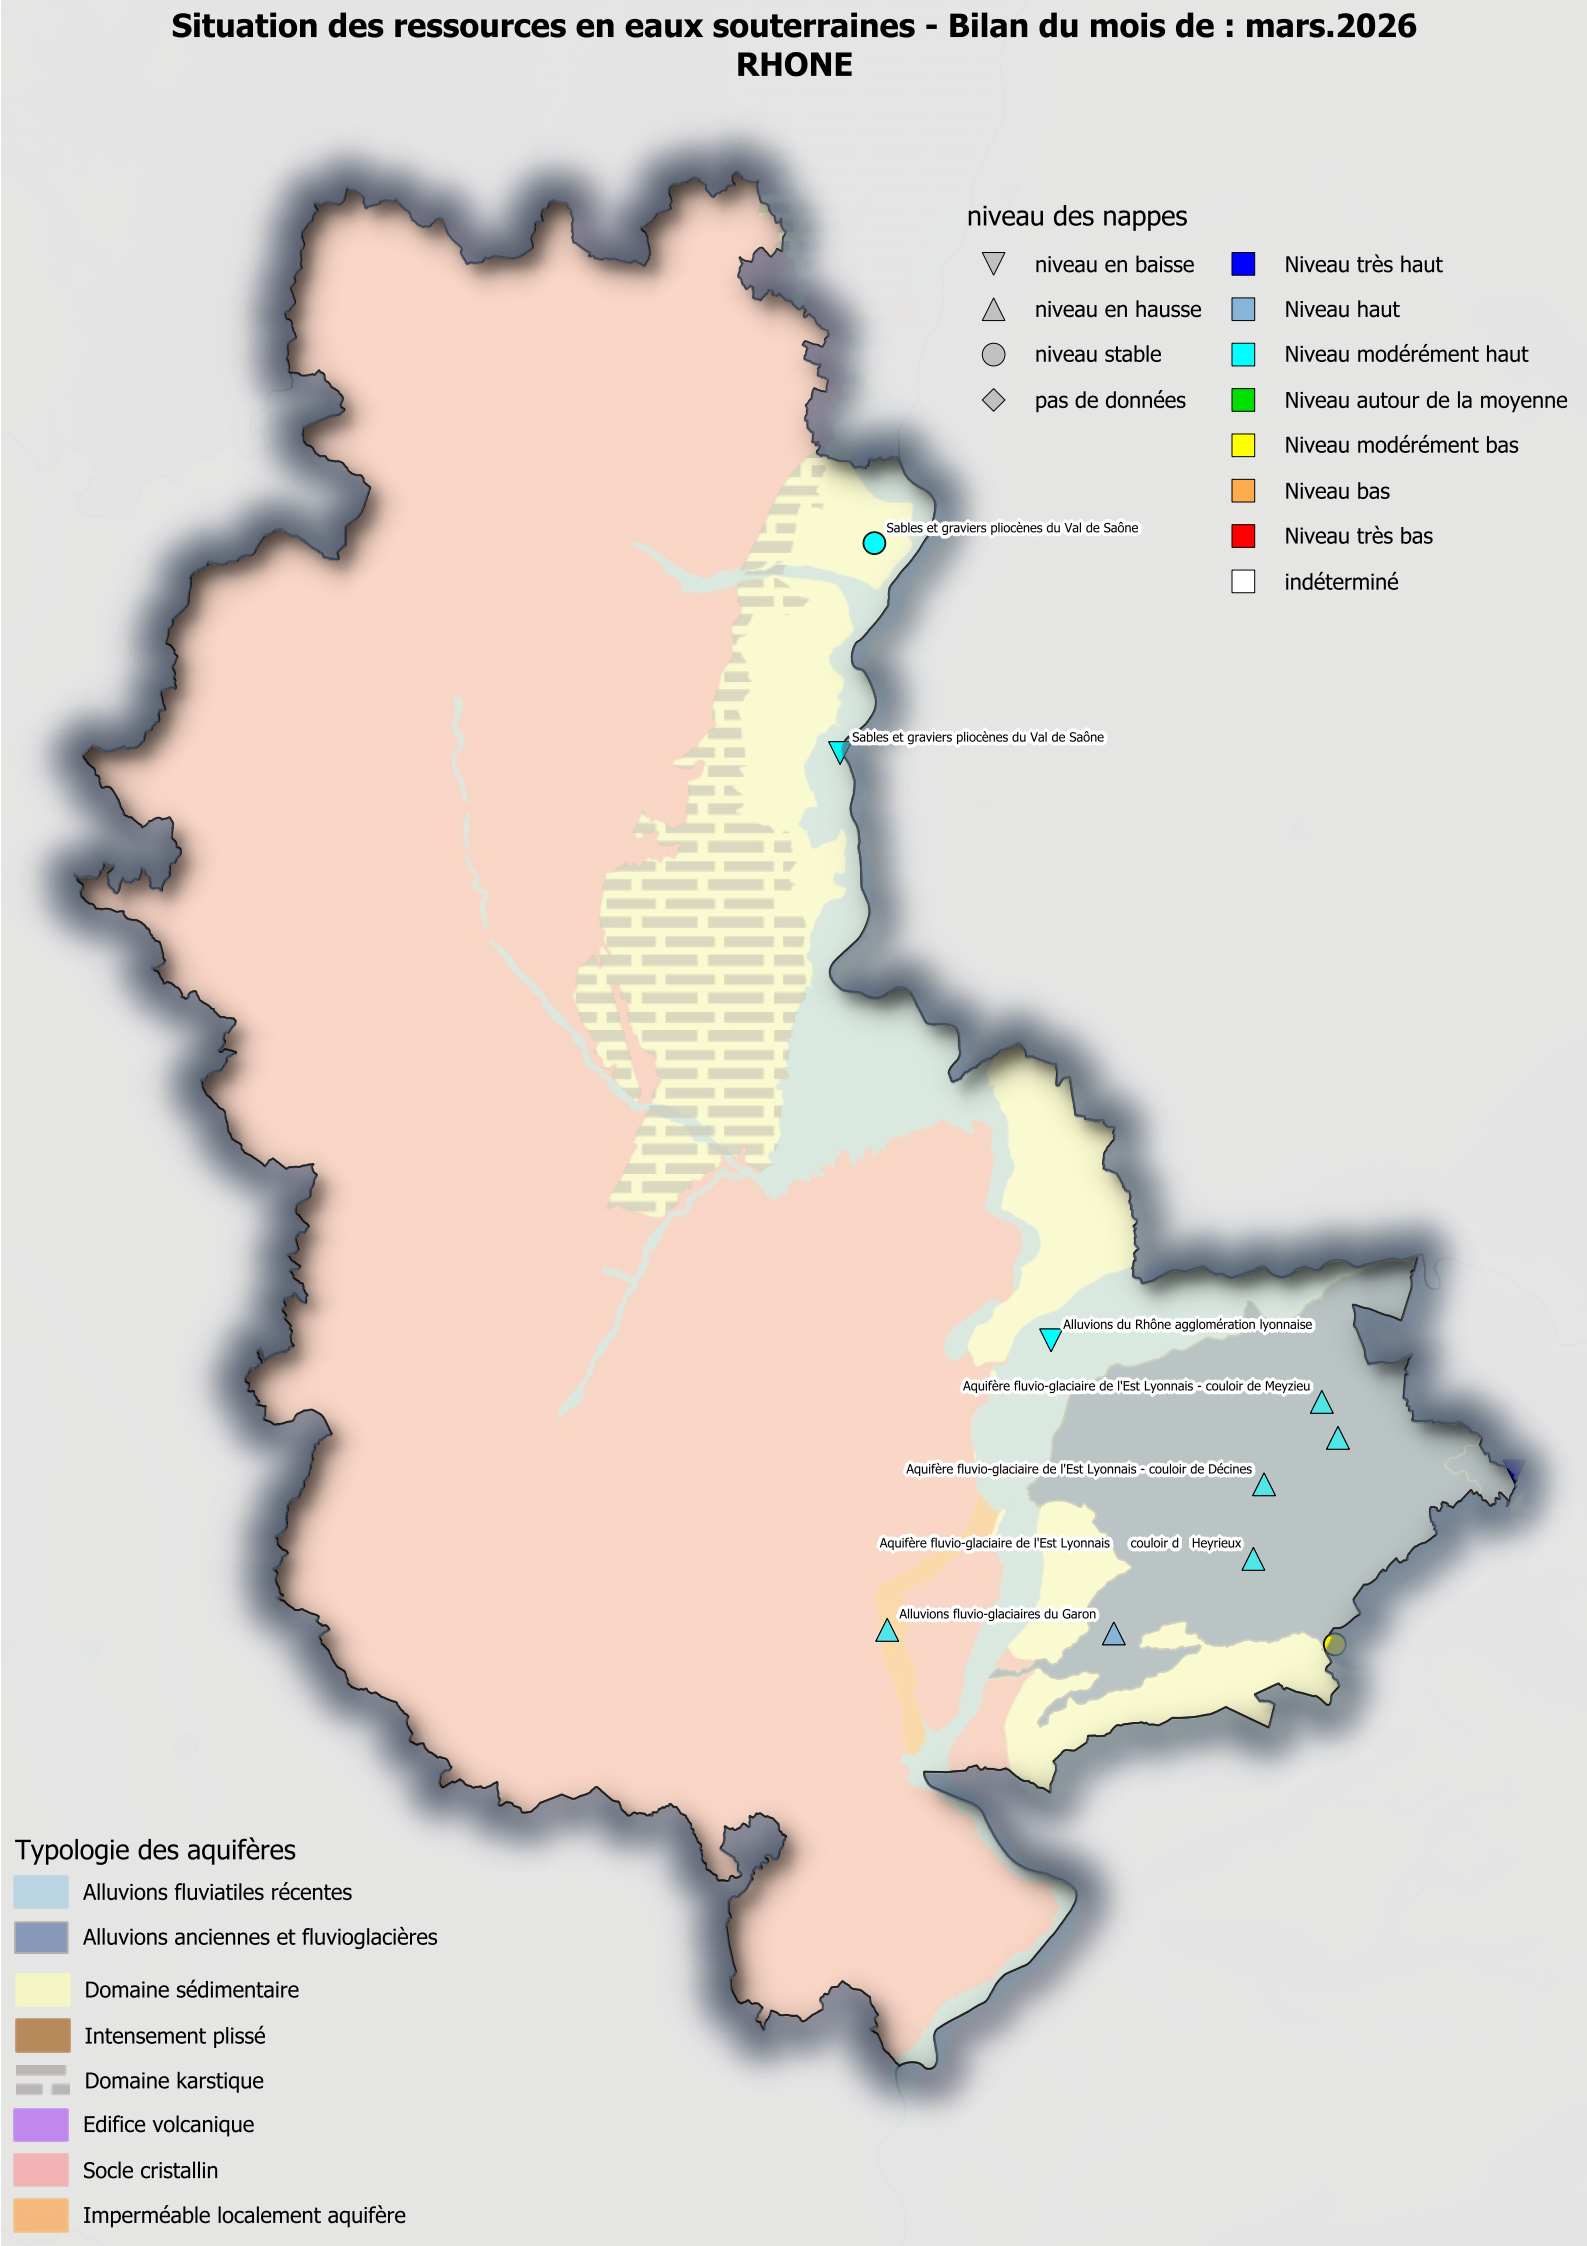 Situation des ressources en eaux souterraines - Bilan du mois de : mars.2026
RHONE
niveau des nappes
niveau en baisse
niveau en hausse
niveau stable
pas de données
Niveau très haut
Niveau haut
Niveau modérément haut
Niveau autour de la moyenne
Niveau modérément bas
Niveau bas
Niveau très bas
indéterminé
Sables et graviers pliocènes du Val de Saône
Sables et graviers pliocènes du Val de Saône
Alluvions du Rhône agglomération lyonnaise
Aquifère fluvio-glaciaire de l'Est Lyonnais - couloir de Meyzieu
Aquifère fluvio-glaciaire de l'Est Lyonnais - couloir de Décines
Aquifère fluvio-glaciaire de l'Est Lyonnais couloir d Heyrieux
Alluvions fluvio-glaciaires du Garon
Typologie des aquifères
Alluvions fluviatiles récentes
Alluvions anciennes et fluvioglacières
Domaine sédimentaire
Intensement plissé
Domaine karstique
Edifice volcanique
Socle cristallin
Imperméable localement aquifère